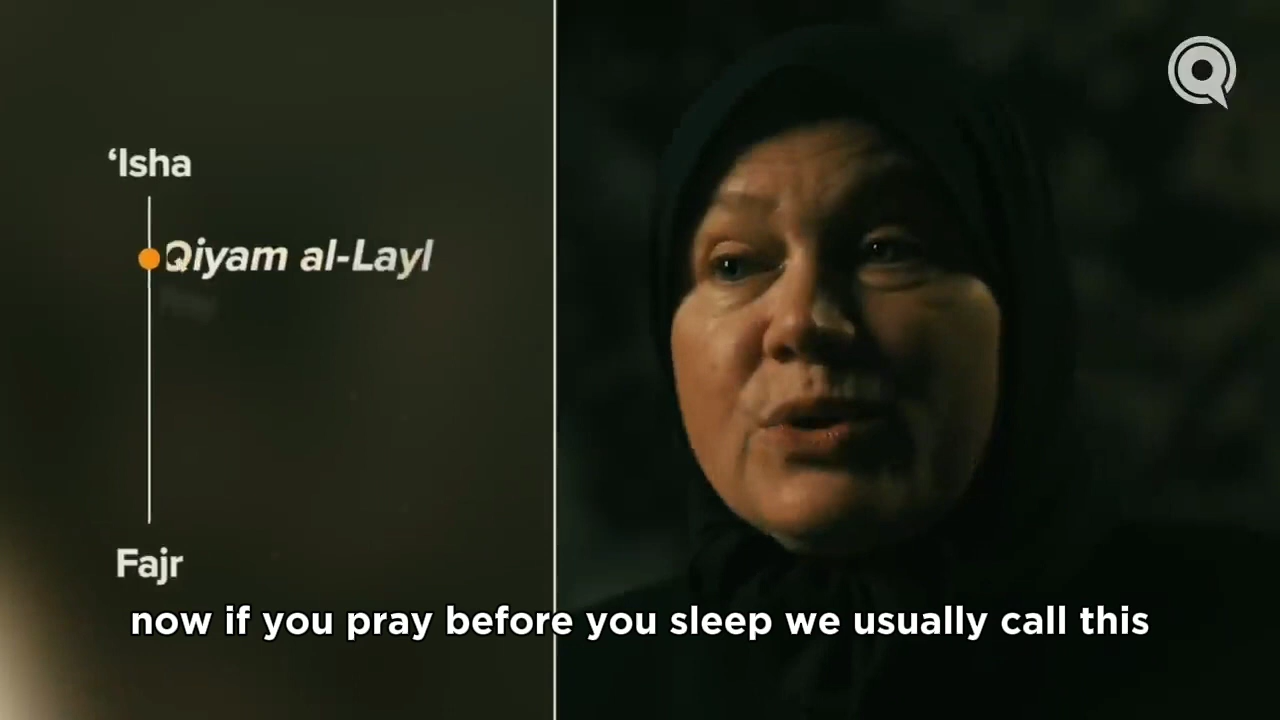 ‘Isha
Qiyam al-Layl
Fajr
now if you pray before you sleep we usually call this